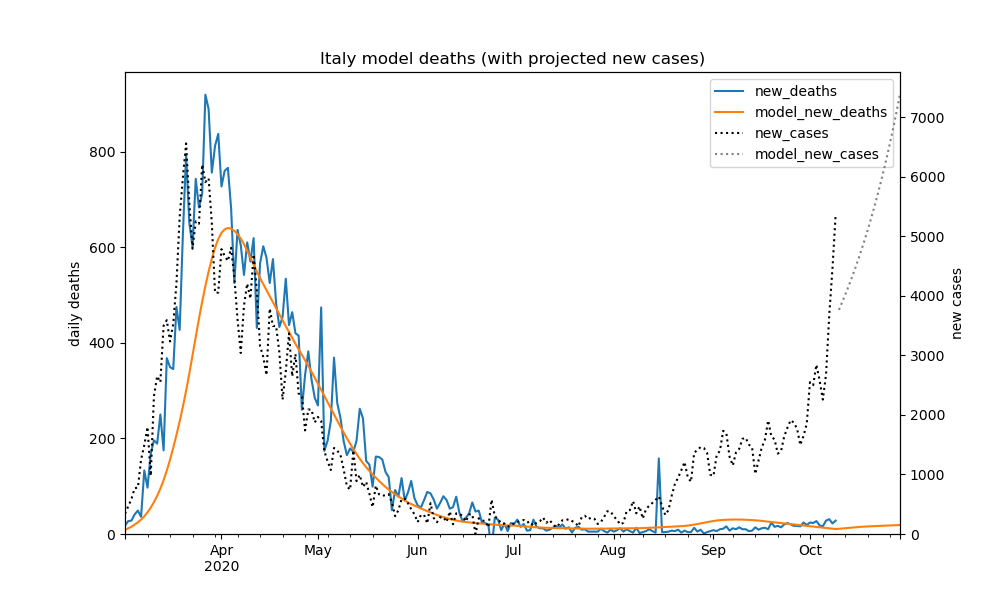 Italy model deaths (with projected new cases)
new_deaths
model_new_deaths
new_cases
model_new_cases
daily deaths
800
600
400
200
0
7000
6000
5000
4000
3000
2000
1000
0
new cases
Apr May Jun Jul Aug Sep Oct
2020